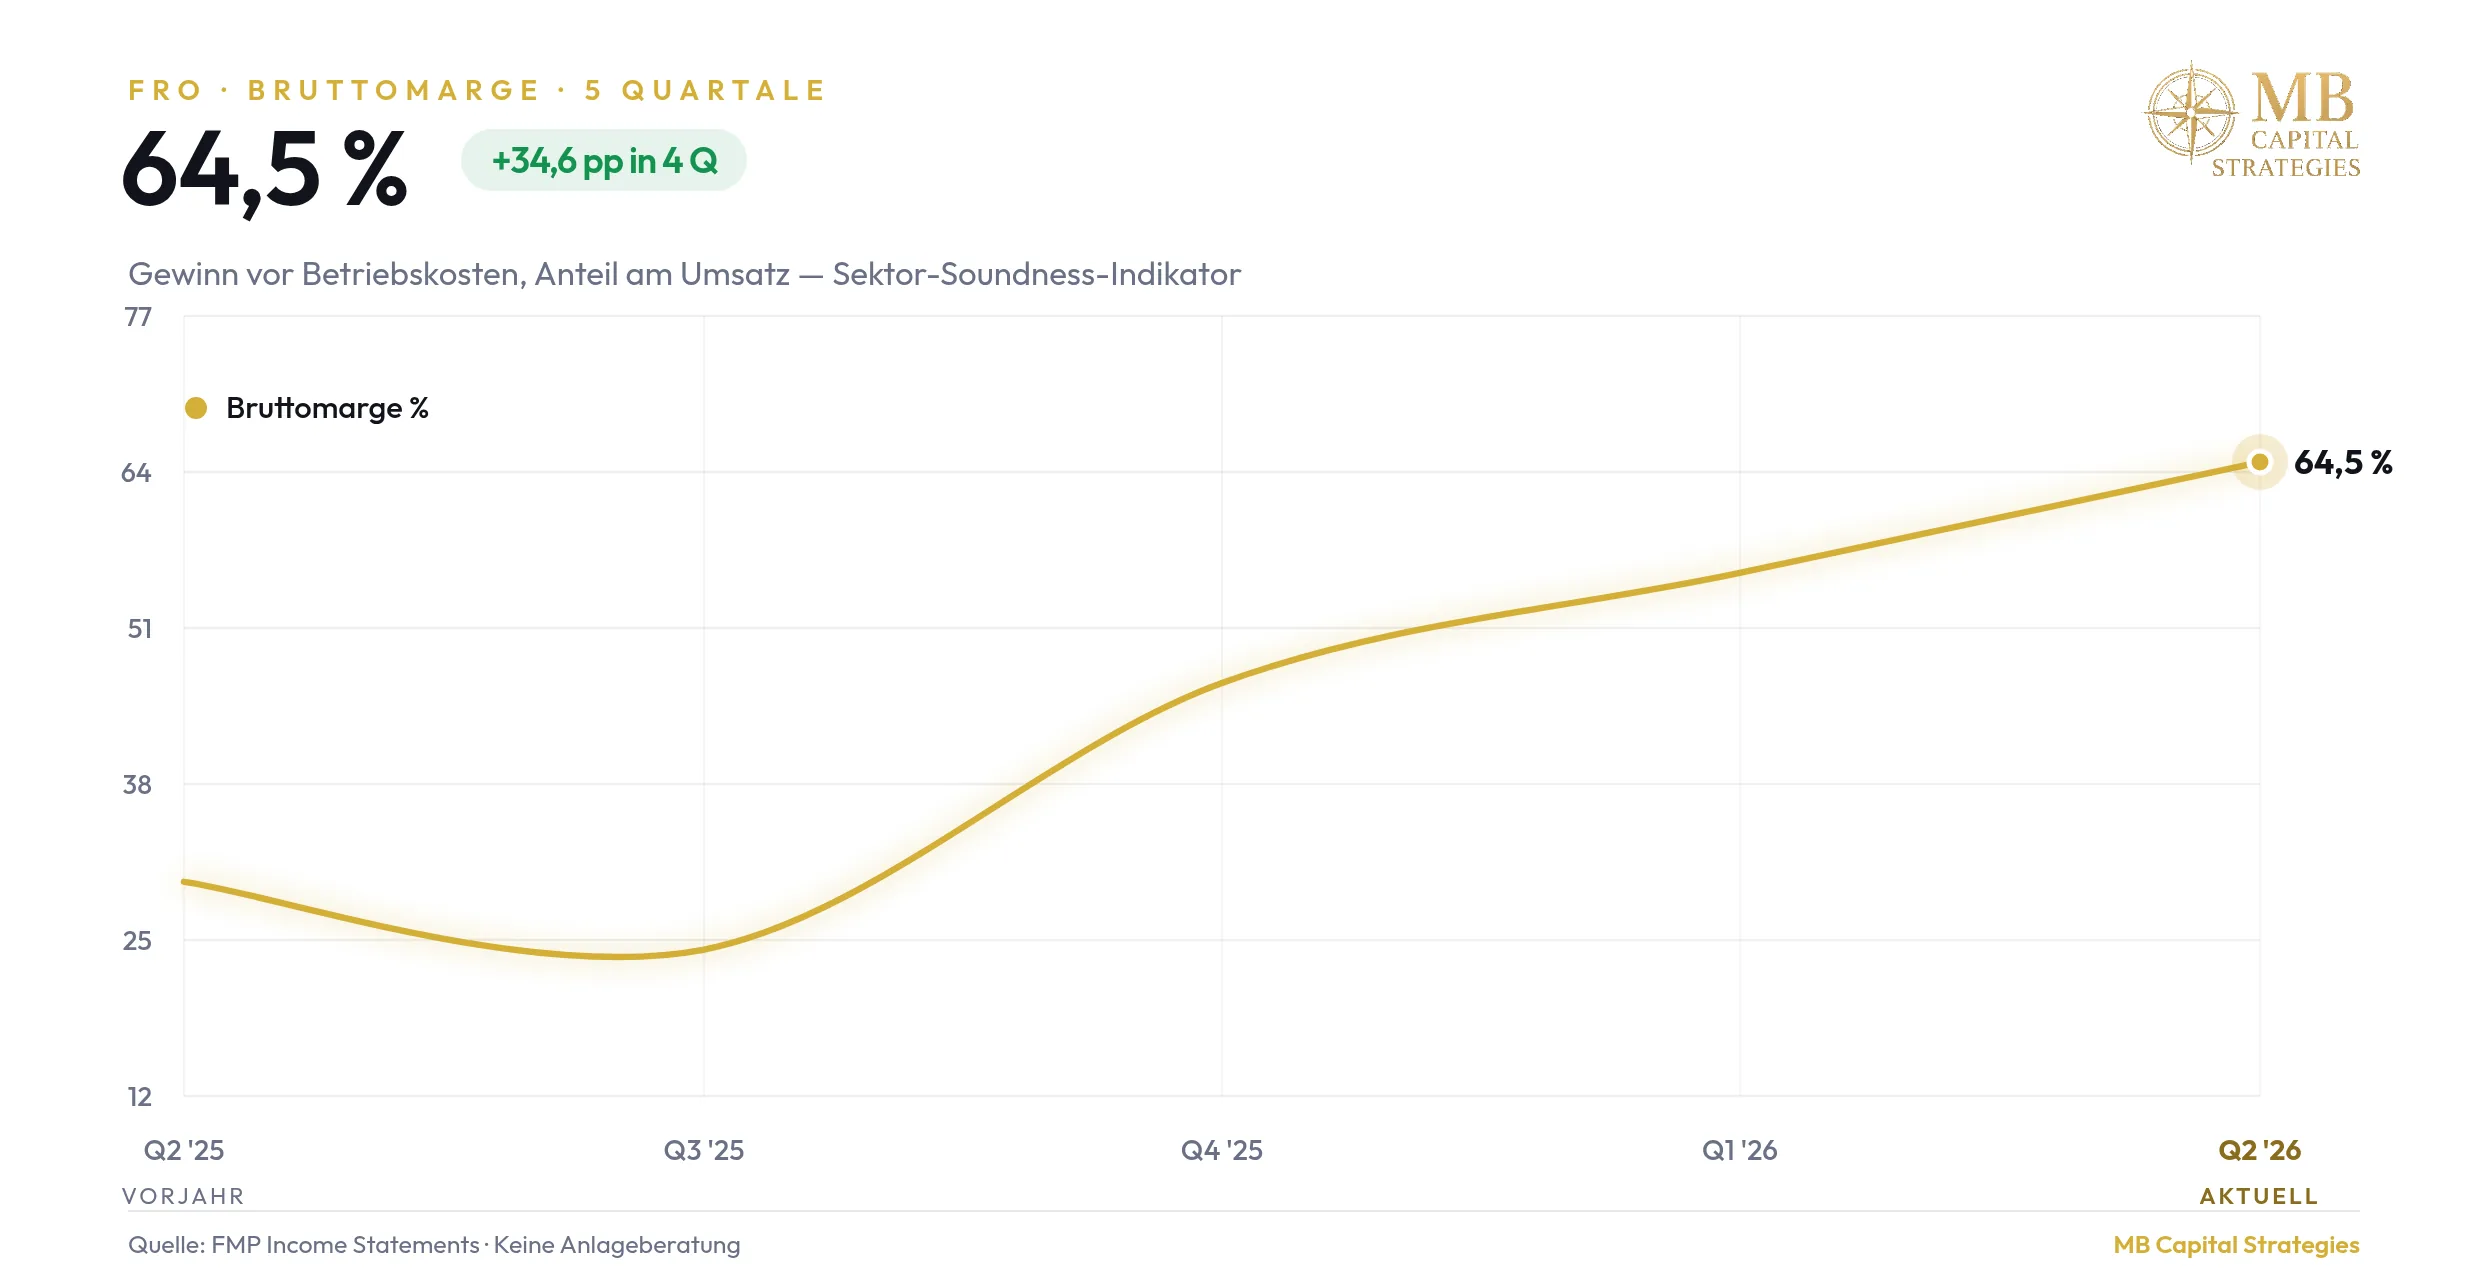 FRO · BRUTTOMARGE · 5 QUARTALE
64,5 %
+34,6 pp in 4 Q
MB
CAPITAL
STRATEGIES
Gewinn vor Betriebskosten, Anteil am Umsatz — Sektor-Soundness-Indikator
77
Bruttomarge %
64
64,5 %
51
38
25
12
Q2 '25
Q3 '25
Q4 '25
Q1 '26
Q2 '26
VORJAHR
AKTUELL
Quelle: FMP Income Statements · Keine Anlageberatung
MB Capital Strategies